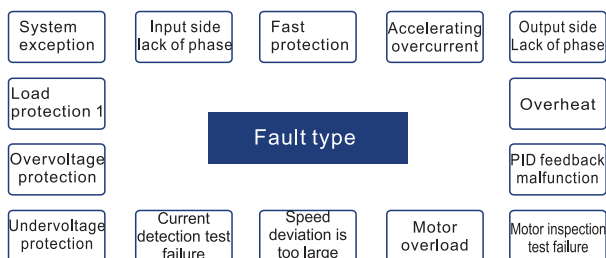 System
exception
Input side
lack of phase
Fast
protection
Accelerating
overcurrent
Output side
Lack of phase
Load
protection 1
Overheat
Fault type
Overvoltage
protection
PID feedback
malfunction
Undervoltage
protection
Current
detection test
failure
Speed
deviation is
too large
Motor
overload
Motor inspection
test failure